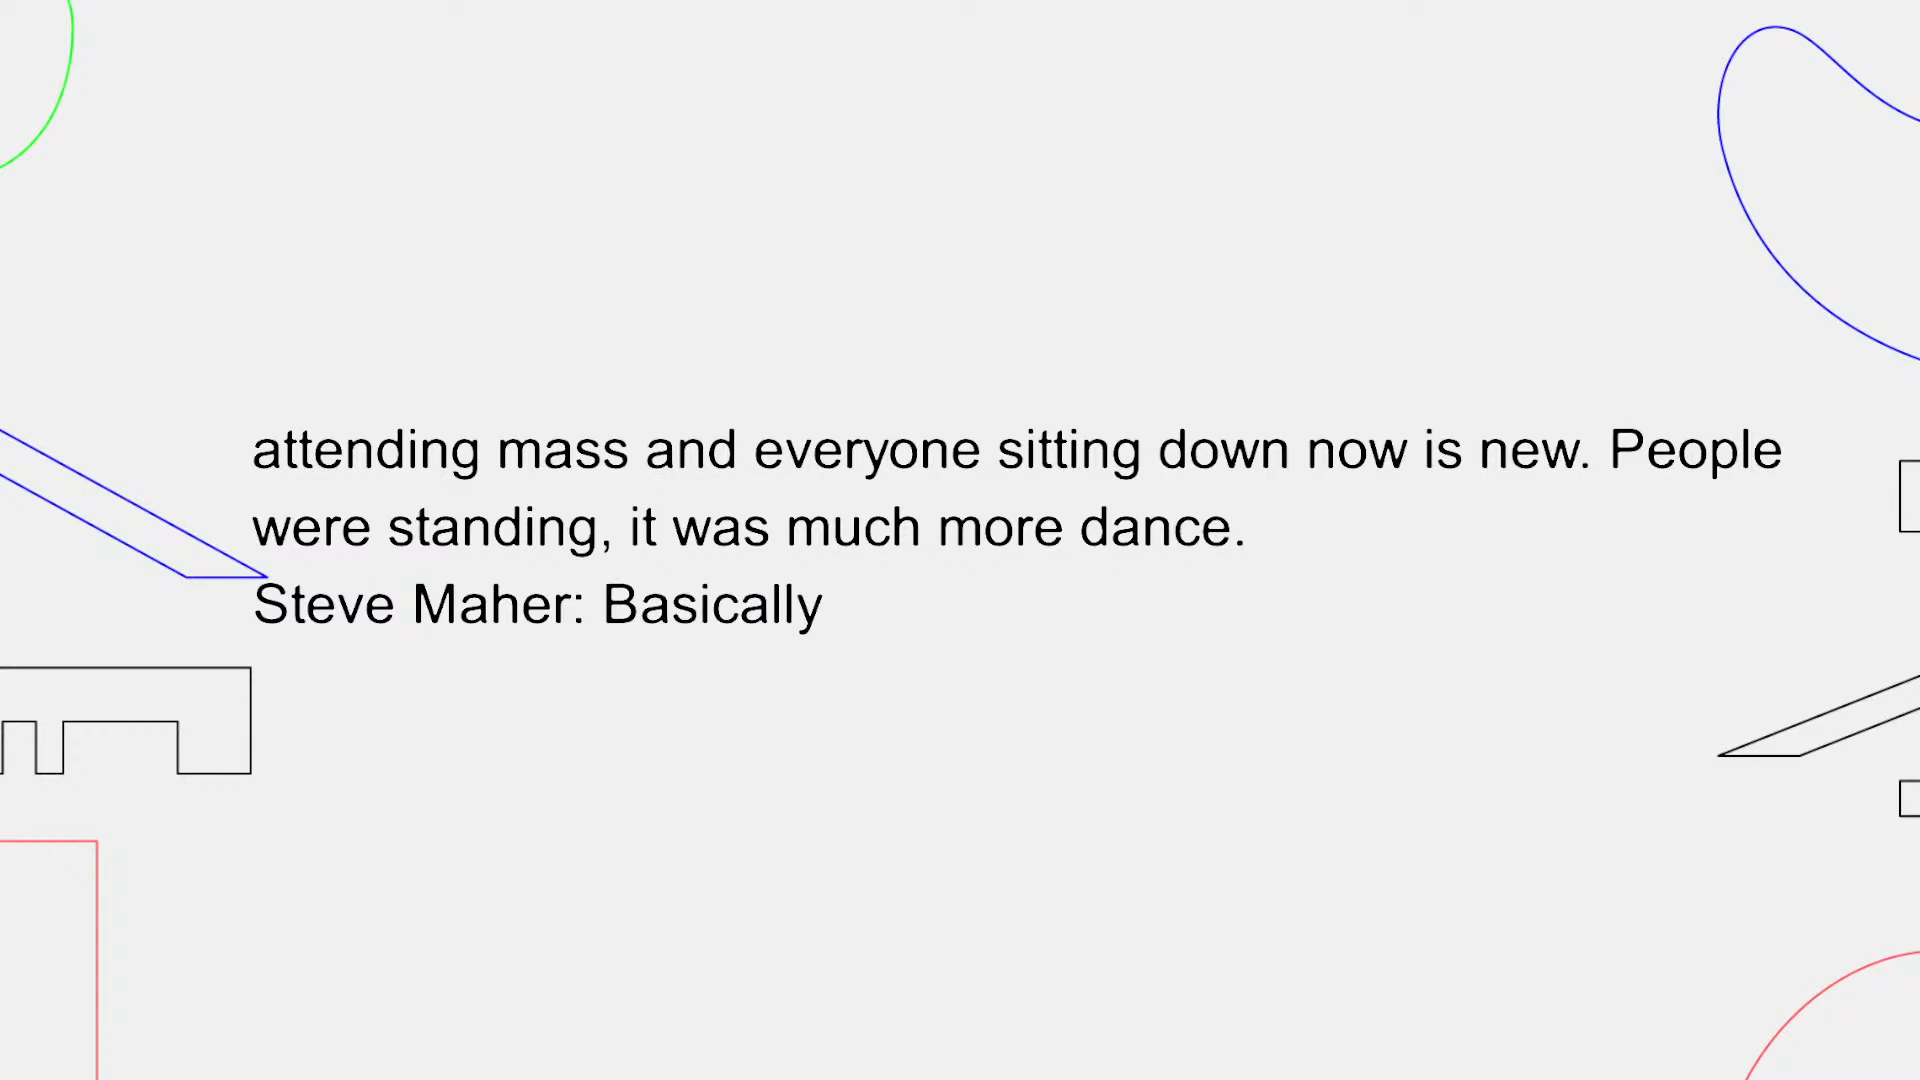 attending mass and everyone sitting down now is new. People
were standing, it was much more dance.
Steve Maher: Basically